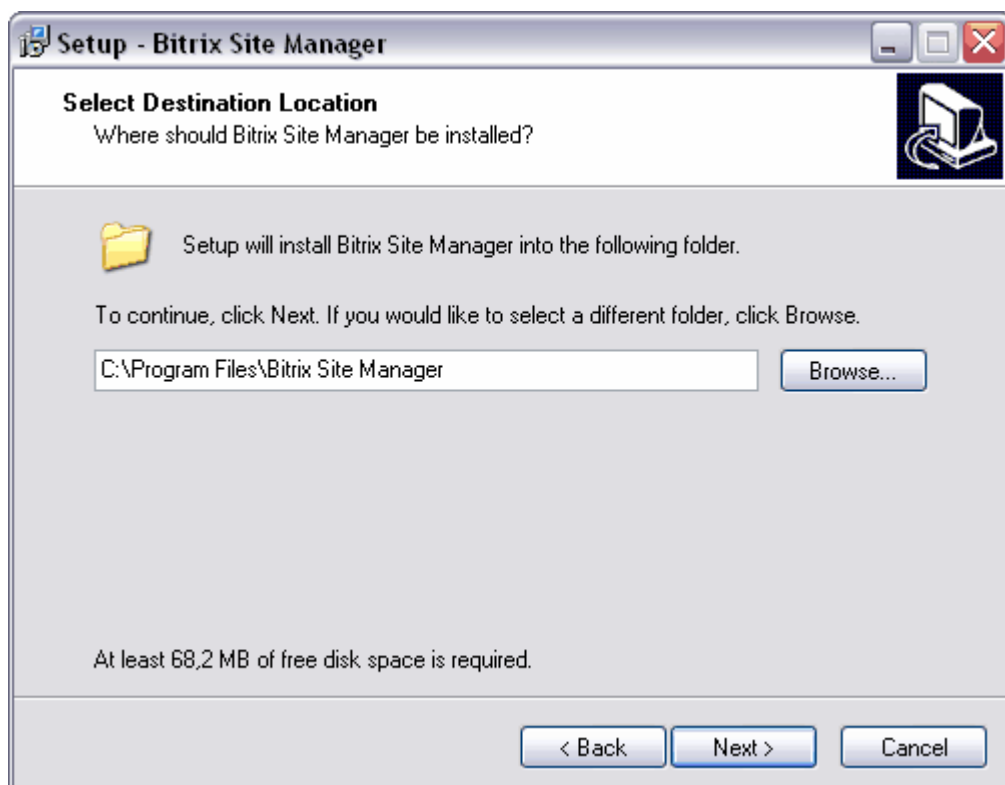 Setup - Bitrix Site Manager
Select Destination Location
Where should Bitrix Site Manager be installed?
Setup will install Bitrix Site Manager into the following folder.
To continue, click Next. If you would like to select a different folder, click Browse.
C:\Program Files\Bitrix Site Manager
Browse...
At least 68,2 MB of free disk space is required.
< Back
Next >
Cancel